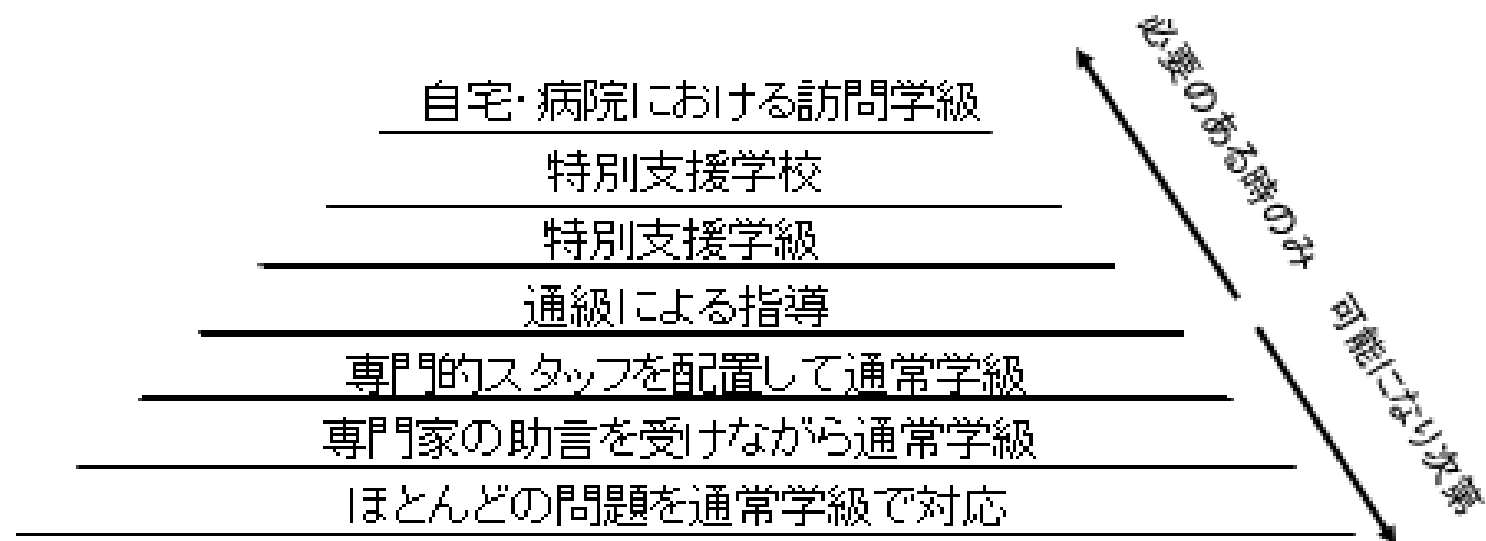 自宅・病院における訪問学級
特別支援学校
特別支援学級
通級による指導
専門的スタッフを配置して通常学級
専門家の助言を受けながら通常学級
ほとんどの問題を通常学級で対応
必要のある時のみ
可能になり次第